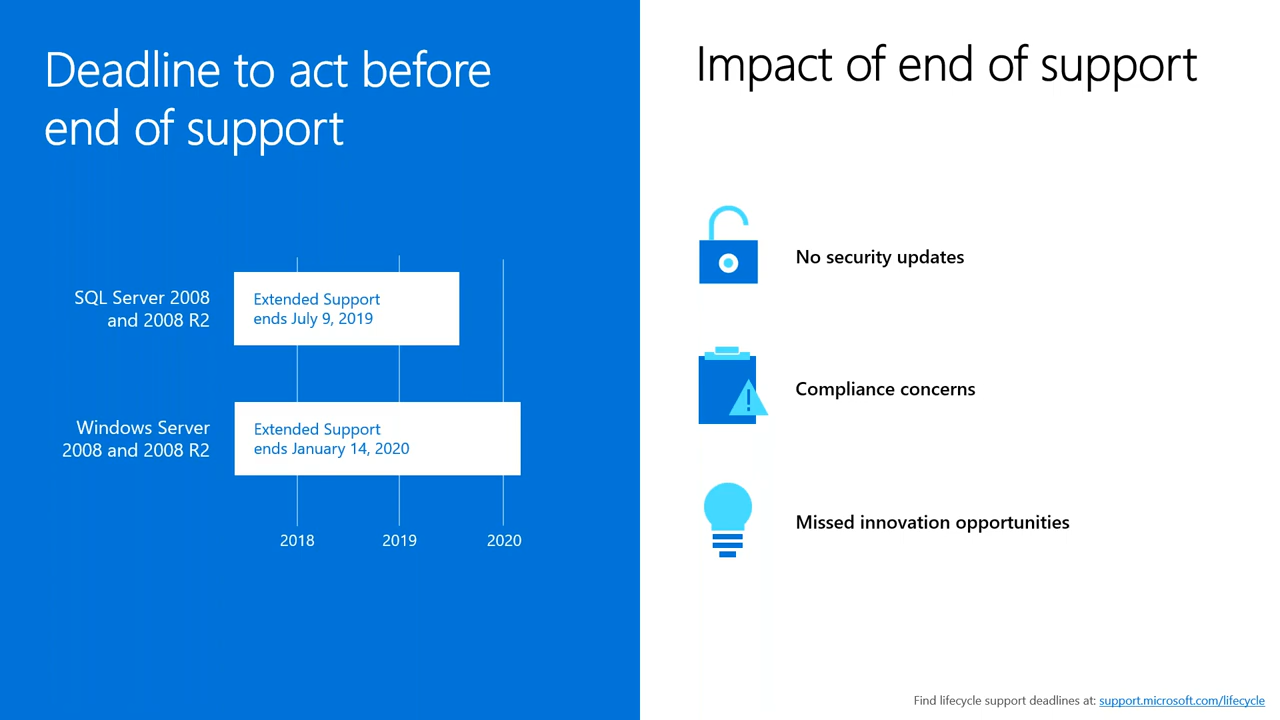 Deadline to act before
end of support
SQL Server 2008
and 2008 R2
Extended Support
ends July 9, 2019
Windows Server
2008 and 2008 R2
Extended Support
ends January 14, 2020
2018
2019
2020
Impact of end of support
No security updates
Compliance concerns
Missed innovation opportunities
Find lifecycle support deadlines at: support.microsoft.com/lifecycle